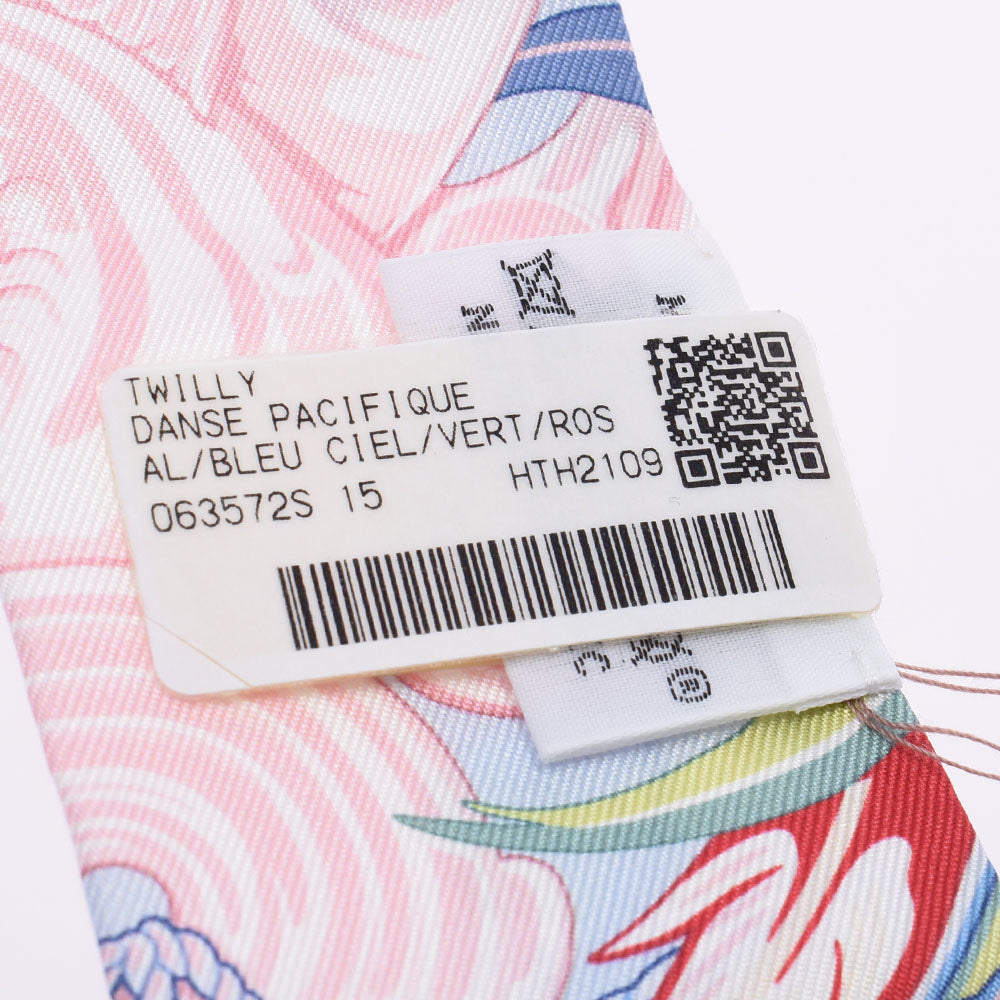 TWILLY
DANSE PACIFIQUE
AL/BLEU CIEL/VERT/ROS
063572S 15 HTH2109